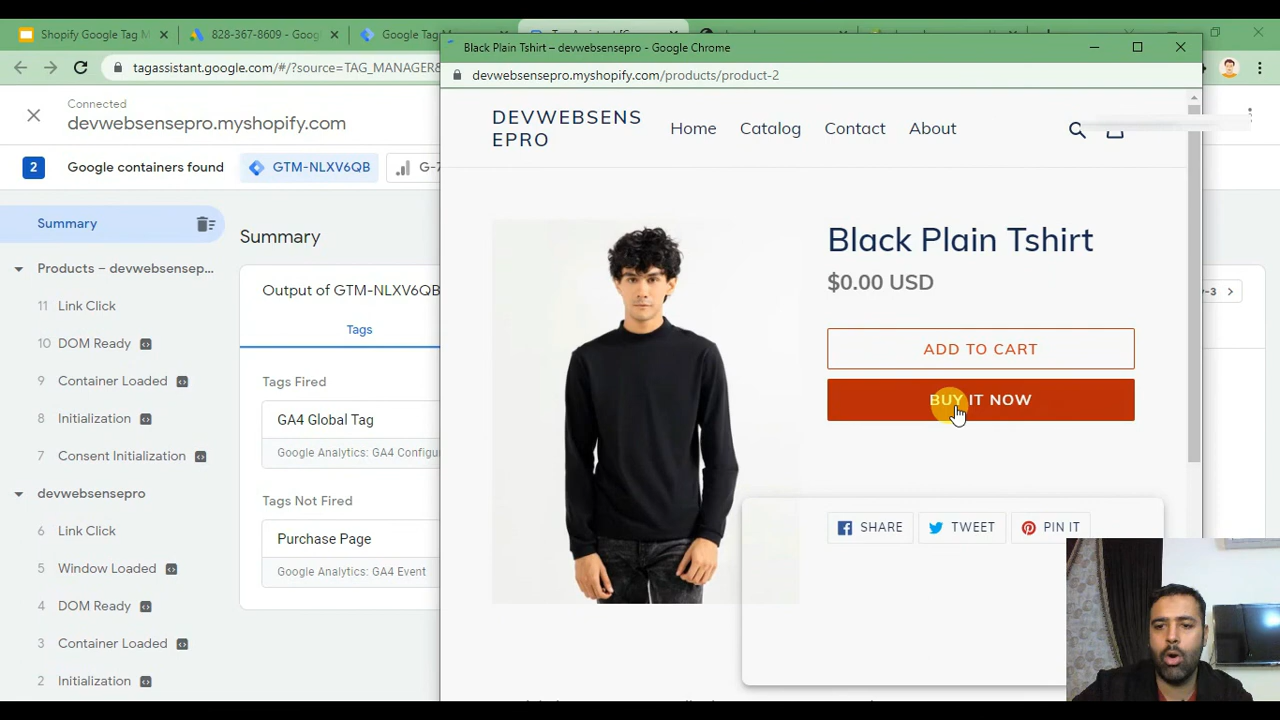 Shopify Google Tag M
828-367-8609 - Goog
Google Tag M
Black Plain Tshirt – devwebsensepro - Google Chrome
tagassistant.google.com/#/?source=TAG_MANAGER&
devwebsensepro.myshopify.com/products/product-2
Connected
devwebsensepro.myshopify.com
2
Google containers found
GTM-NLXV6QB
G-7
Summary
Products – devwebsensep...
11 Link Click
10 DOM Ready
9 Container Loaded
8 Initialization
7 Consent Initialization
devwebsensepro
6 Link Click
5 Window Loaded
4 DOM Ready
3 Container Loaded
2 Initialization
Summary
Output of GTM-NLXV6QB
Tags
Tags Fired
GA4 Global Tag
Google Analytics: GA4 Configu
Tags Not Fired
Purchase Page
Google Analytics: GA4 Event
DEVWEBSENS
EPRO
Home
Catalog
Contact
About
Black Plain Tshirt
$0.00 USD
ADD TO CART
BUY IT NOW
SHARE
TWEET
PIN IT